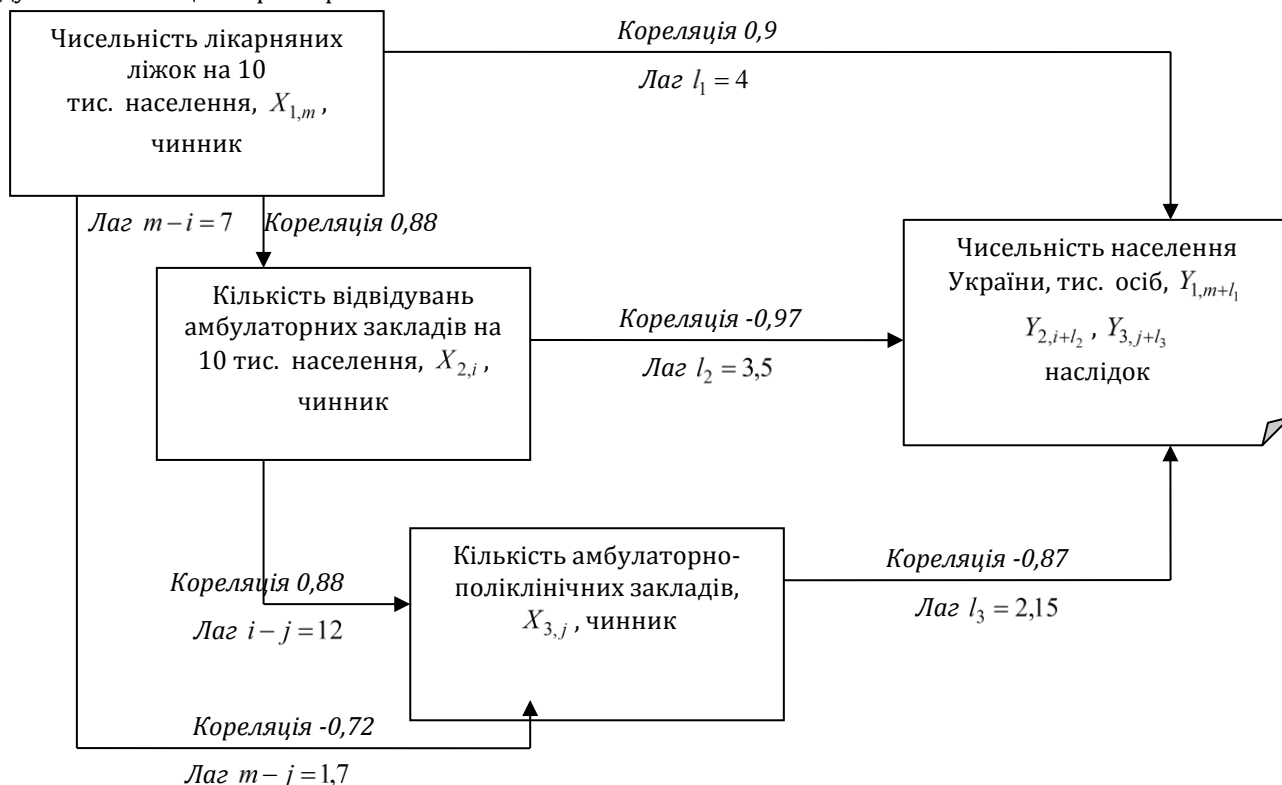 Чисельність лікарняних
ліжок на 10
тис. населення, X₁,ₘ ,
чинник
Кореляція 0,9
Лаг l₁ = 4
Лаг m − i = 7
Кореляція 0,88
Кількість відвідувань
амбулаторних закладів на
10 тис. населення, X₂,ᵢ ,
чинник
Кореляція -0,97
Лаг l₂ = 3,5
Чисельність населення
України, тис. осіб, Y₁,ₘ₊ₗ₁
Y₂,ᵢ₊ₗ₂ , Y₃,ⱼ₊ₗ₃
наслідок
Кореляція 0,88
Лаг i − j = 12
Кількість амбулаторно-
поліклінічних закладів,
X₃,ⱼ , чинник
Кореляція -0,87
Лаг l₃ = 2,15
Кореляція -0,72
Лаг m − j = 1,7